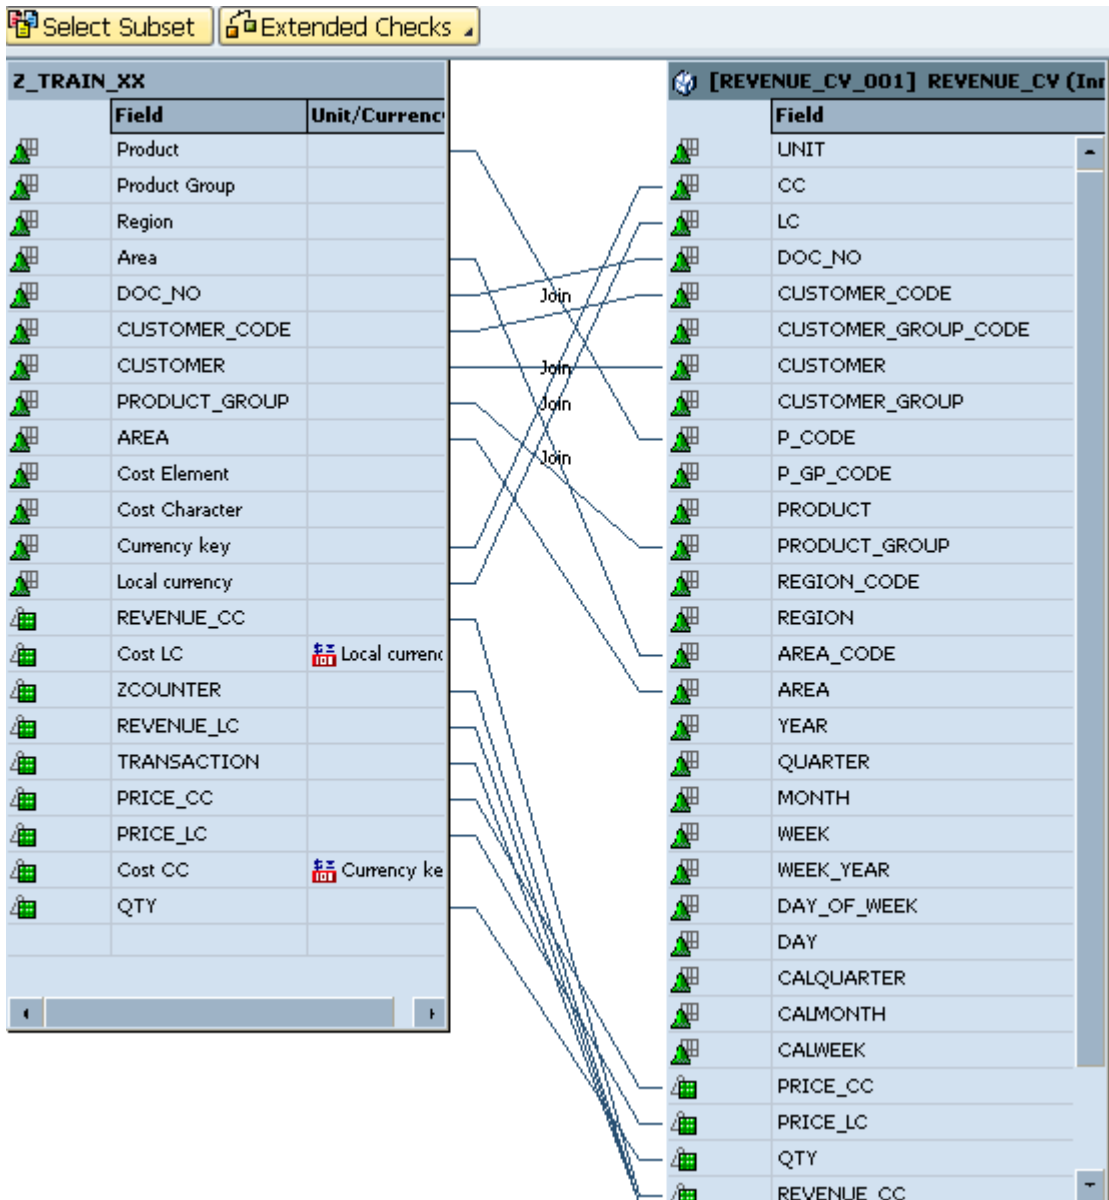 Select Subset Extended Checks
Z_TRAIN_XX
Field Unit/Currenc
Product
Product Group
Region
Area
DOC_NO
CUSTOMER_CODE
CUSTOMER
PRODUCT_GROUP
AREA
Cost Element
Cost Character
Currency key
Local currency
REVENUE_CC
Cost LC Local currenc
ZCOUNTER
REVENUE_LC
TRANSACTION
PRICE_CC
PRICE_LC
Cost CC Currency ke
QTY
Join
Join
Join
Join
[REVENUE_CV_001] REVENUE_CV (Inr
Field
UNIT
CC
LC
DOC_NO
CUSTOMER_CODE
CUSTOMER_GROUP_CODE
CUSTOMER
CUSTOMER_GROUP
P_CODE
P_GP_CODE
PRODUCT
PRODUCT_GROUP
REGION_CODE
REGION
AREA_CODE
AREA
YEAR
QUARTER
MONTH
WEEK
WEEK_YEAR
DAY_OF_WEEK
DAY
CALQUARTER
CALMONTH
CALWEEK
PRICE_CC
PRICE_LC
QTY
REVENUE_CC